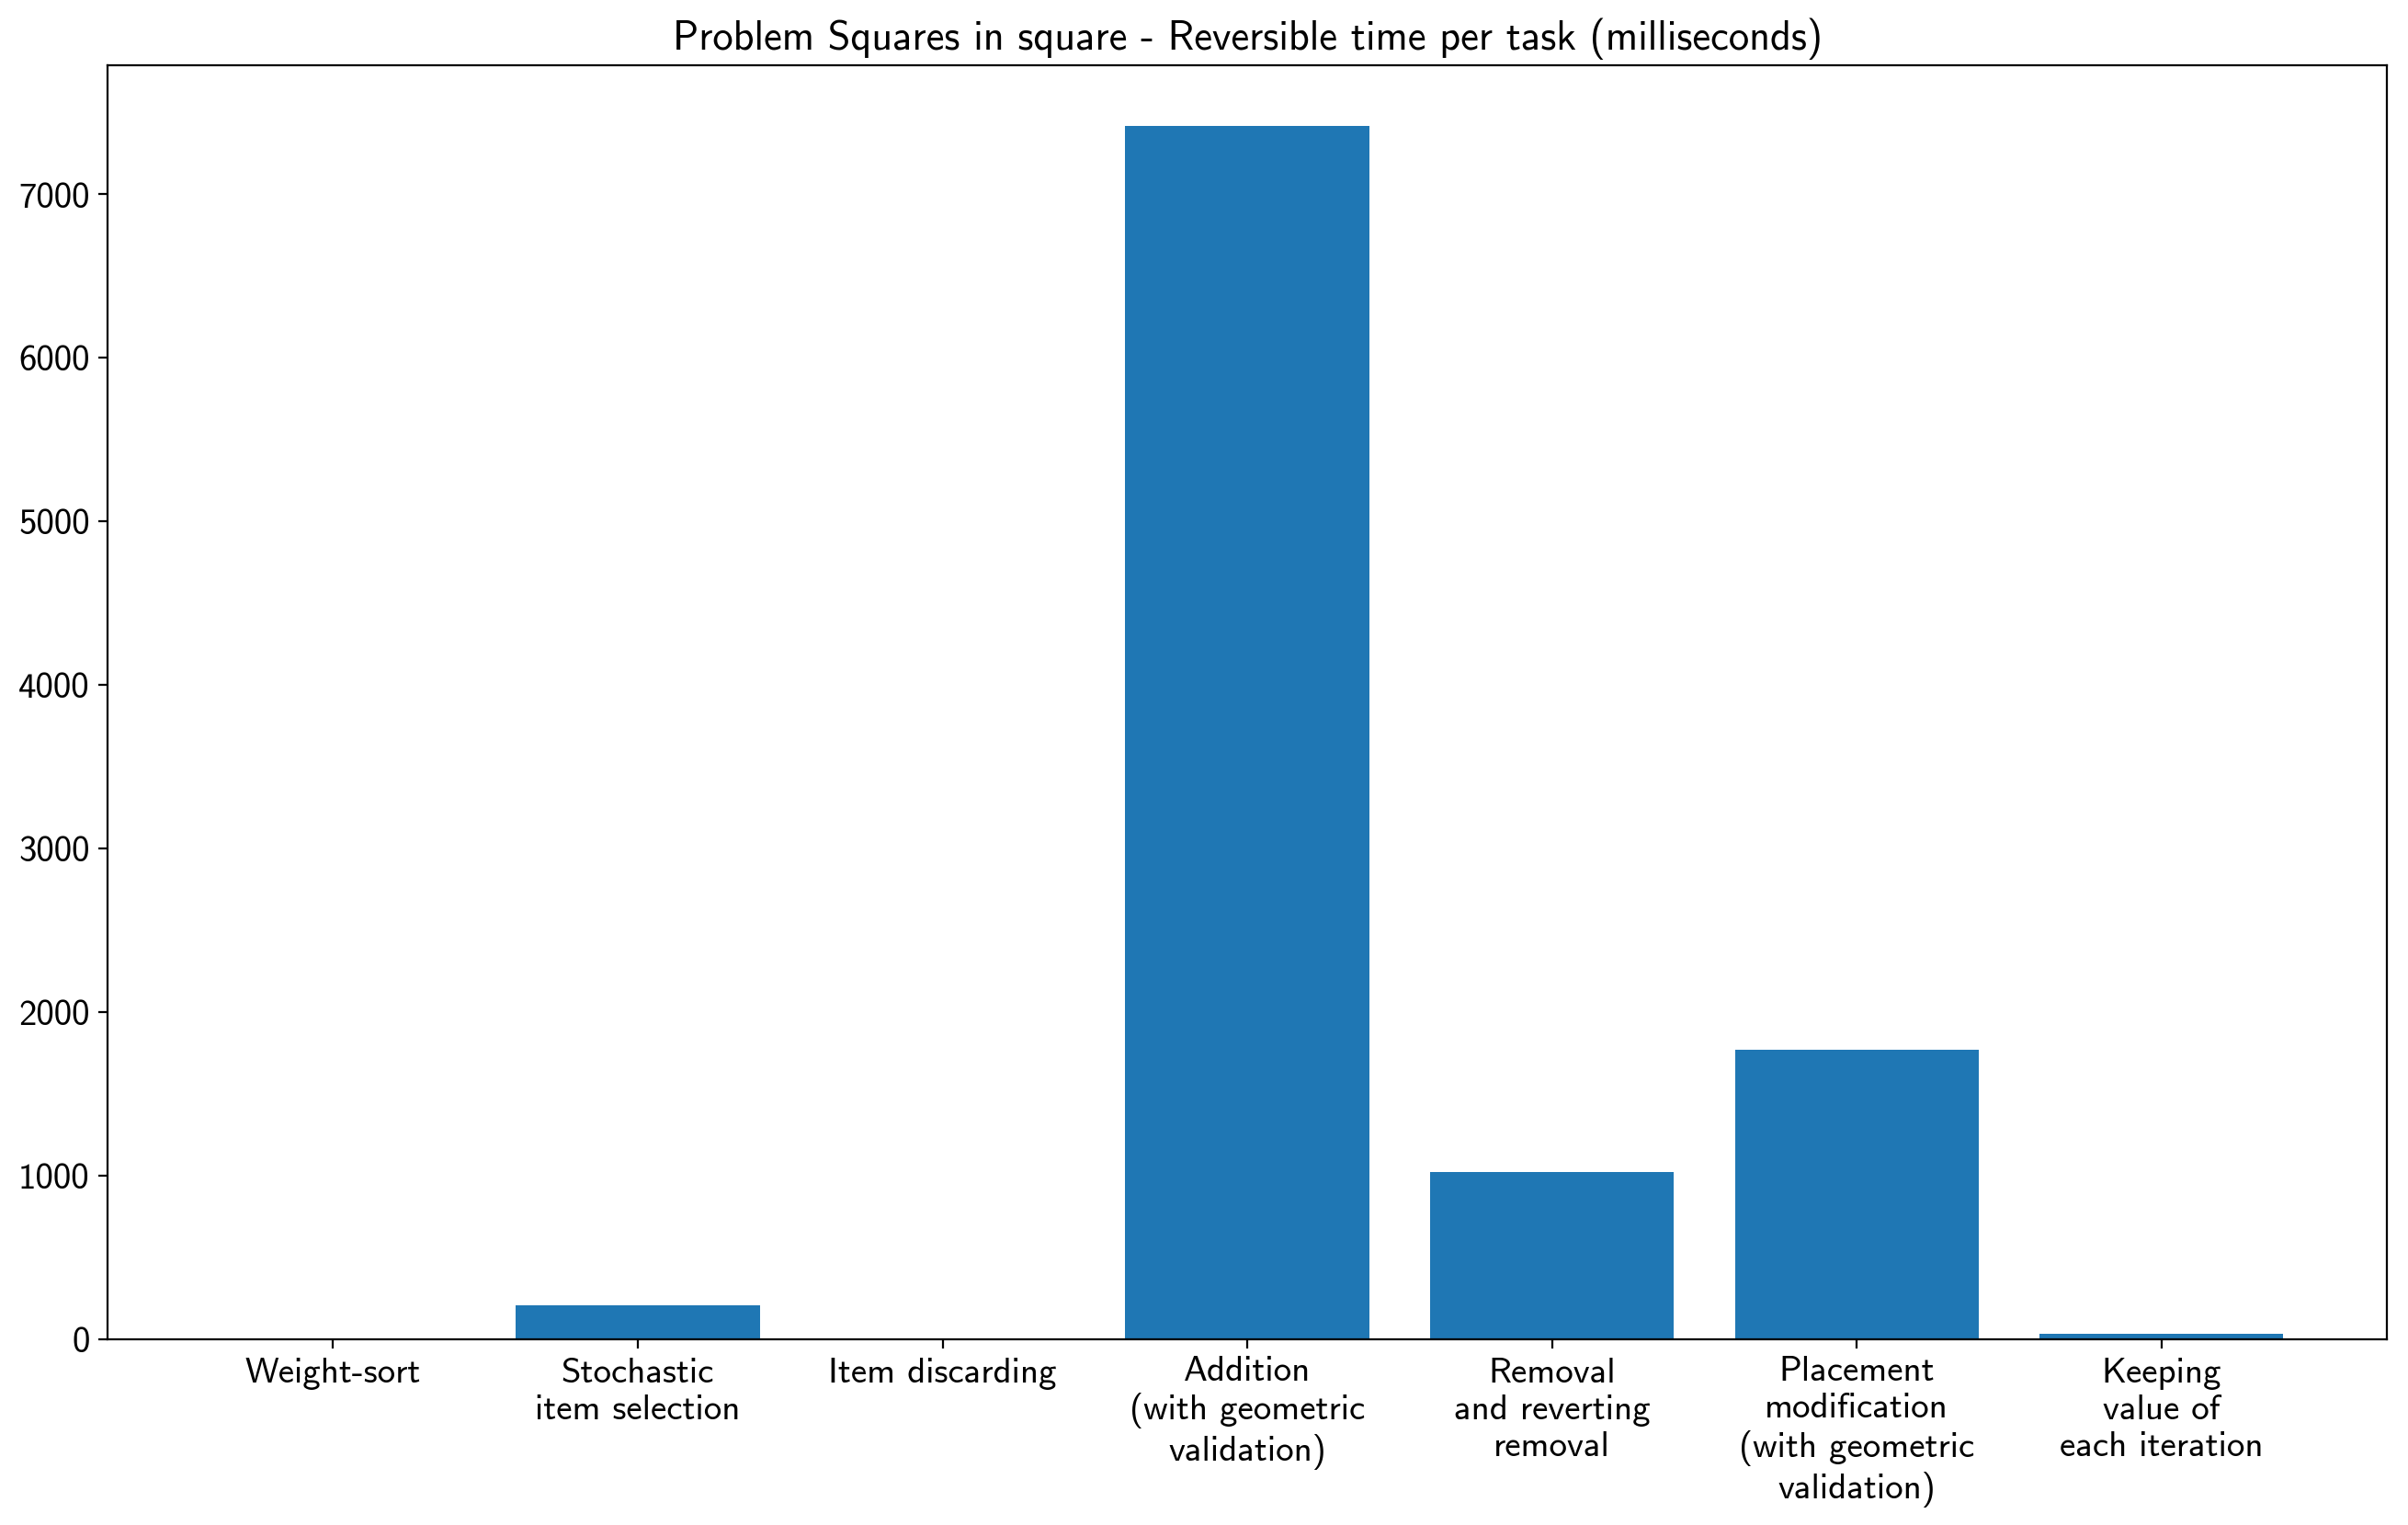 Problem Squares in square - Reversible time per task (milliseconds)
7000
6000
5000
4000
3000
2000
1000
0
Weight-sort
Stochastic
item selection
Item discarding
Addition
(with geometric
validation)
Removal
and reverting
removal
Placement
modification
(with geometric
validation)
Keeping
value of
each iteration